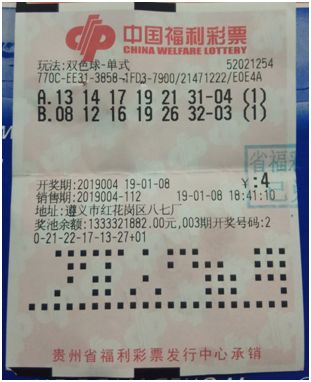 中国福利彩票
CHINA WELFARE LOTTERY
玩法:双色球-单式 52021254
770C-EE31-3858-1FD3-7900/21471222/E0E4A
A.13 14 17 19 21 31-04 (1)
B.08 12 16 19 26 32-03 (1)
省福利
开奖期:2019004 19-01-08 ¥:4
销售期:2019004-112 19-01-08 18:41:10
地址:遵义市红花岗区八七厂
奖池余额:1333321882.00元,003期开奖号码:2
0-21-22-17-13-27+01
贵州省福利彩票发行中心承销